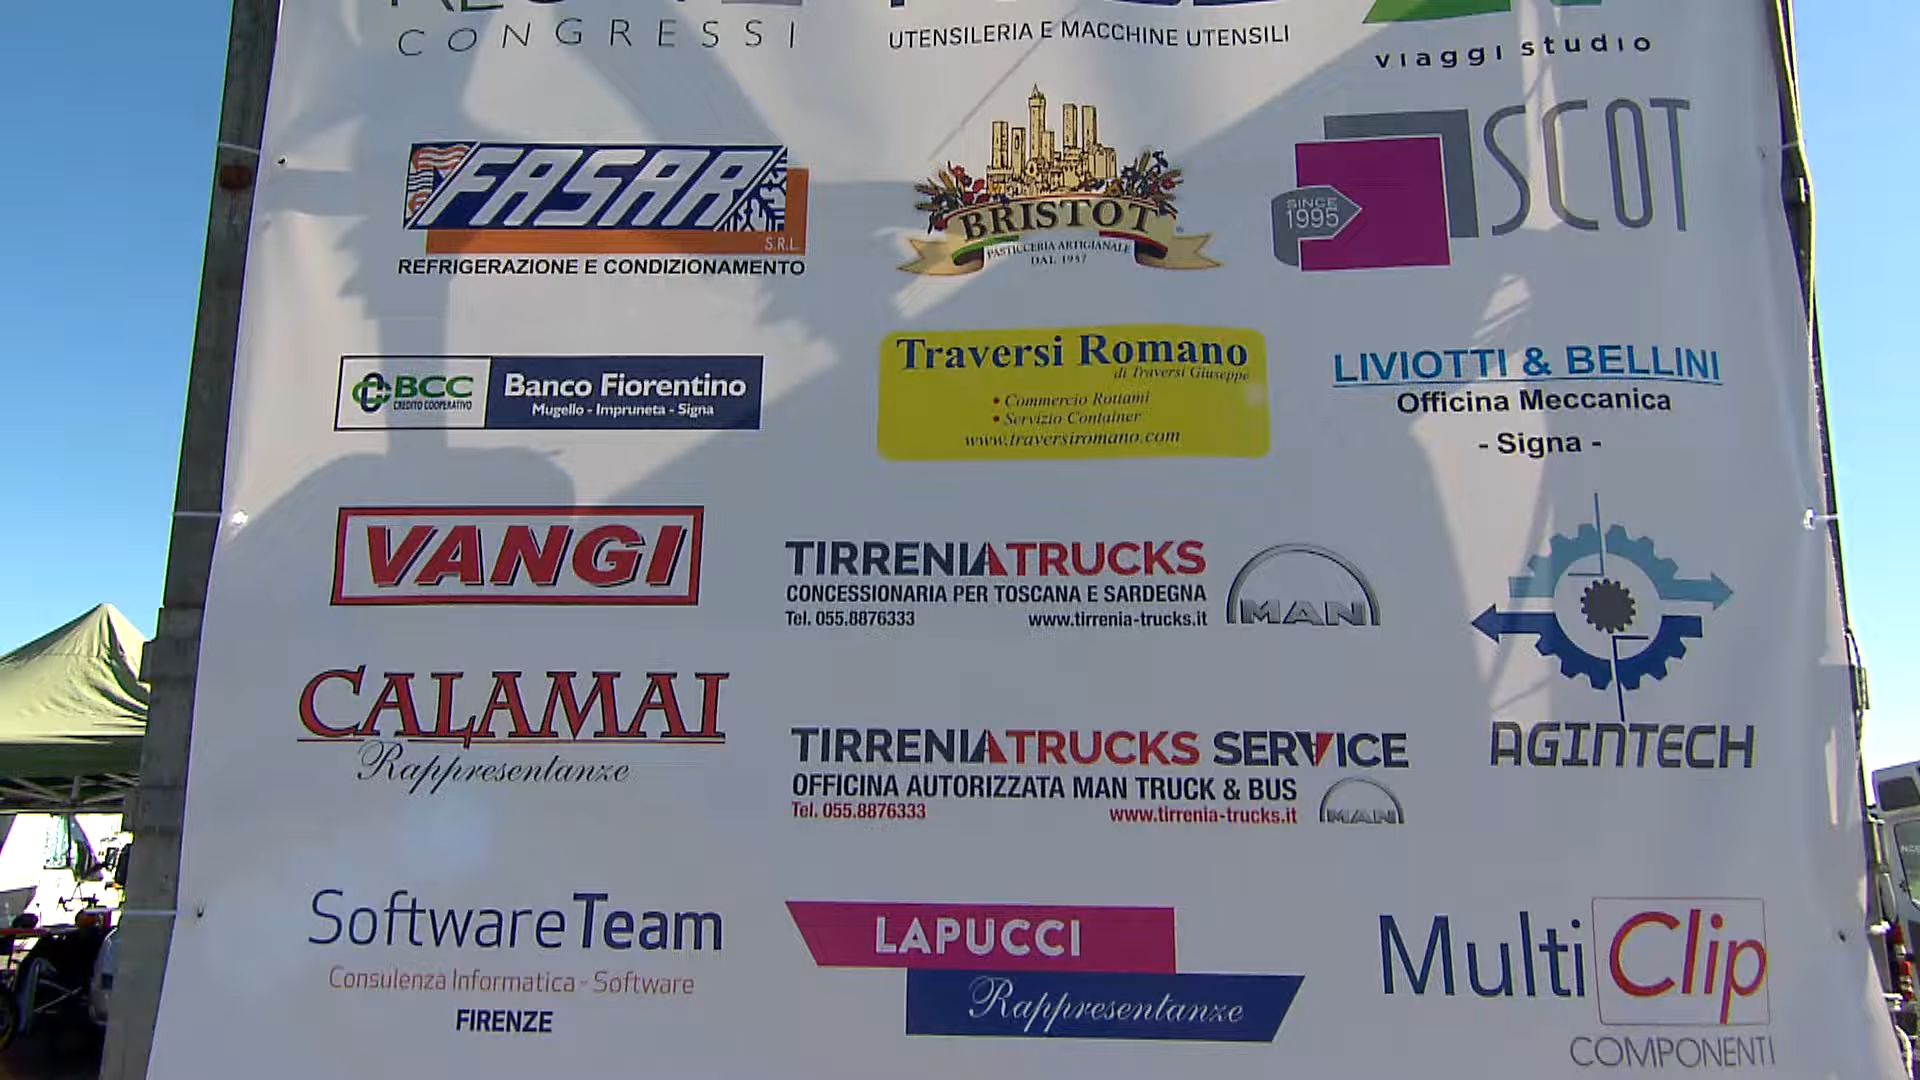 CONGRESSI
UTENSILERIA E MACCHINE UTENSILI
viaggi studio
FASAR
S.R.L.
REFRIGERAZIONE E CONDIZIONAMENTO
BRISTOT
PASTICCERIA ARTIGIANALE
DAL 1957
SCOT
SINCE
1995
BCC
CREDITO COOPERATIVO
Banco Fiorentino
Mugello - Impruneta - Signa
Traversi Romano
di Traversi Giuseppe
• Commercio Rottami
• Servizio Container
www.traversiromano.com
LIVIOTTI & BELLINI
Officina Meccanica
- Signa -
VANGI
TIRRENIATRUCKS
CONCESSIONARIA PER TOSCANA E SARDEGNA
Tel. 055.8876333 www.tirrenia-trucks.it
MAN
AGINTECH
CALAMAI
Rappresentanze
TIRRENIATRUCKS SERVICE
OFFICINA AUTORIZZATA MAN TRUCK & BUS
Tel. 055.8876333 www.tirrenia-trucks.it
MAN
SoftwareTeam
Consulenza Informatica - Software
FIRENZE
LAPUCCI
Rappresentanze
Multi Clip
COMPONENTI